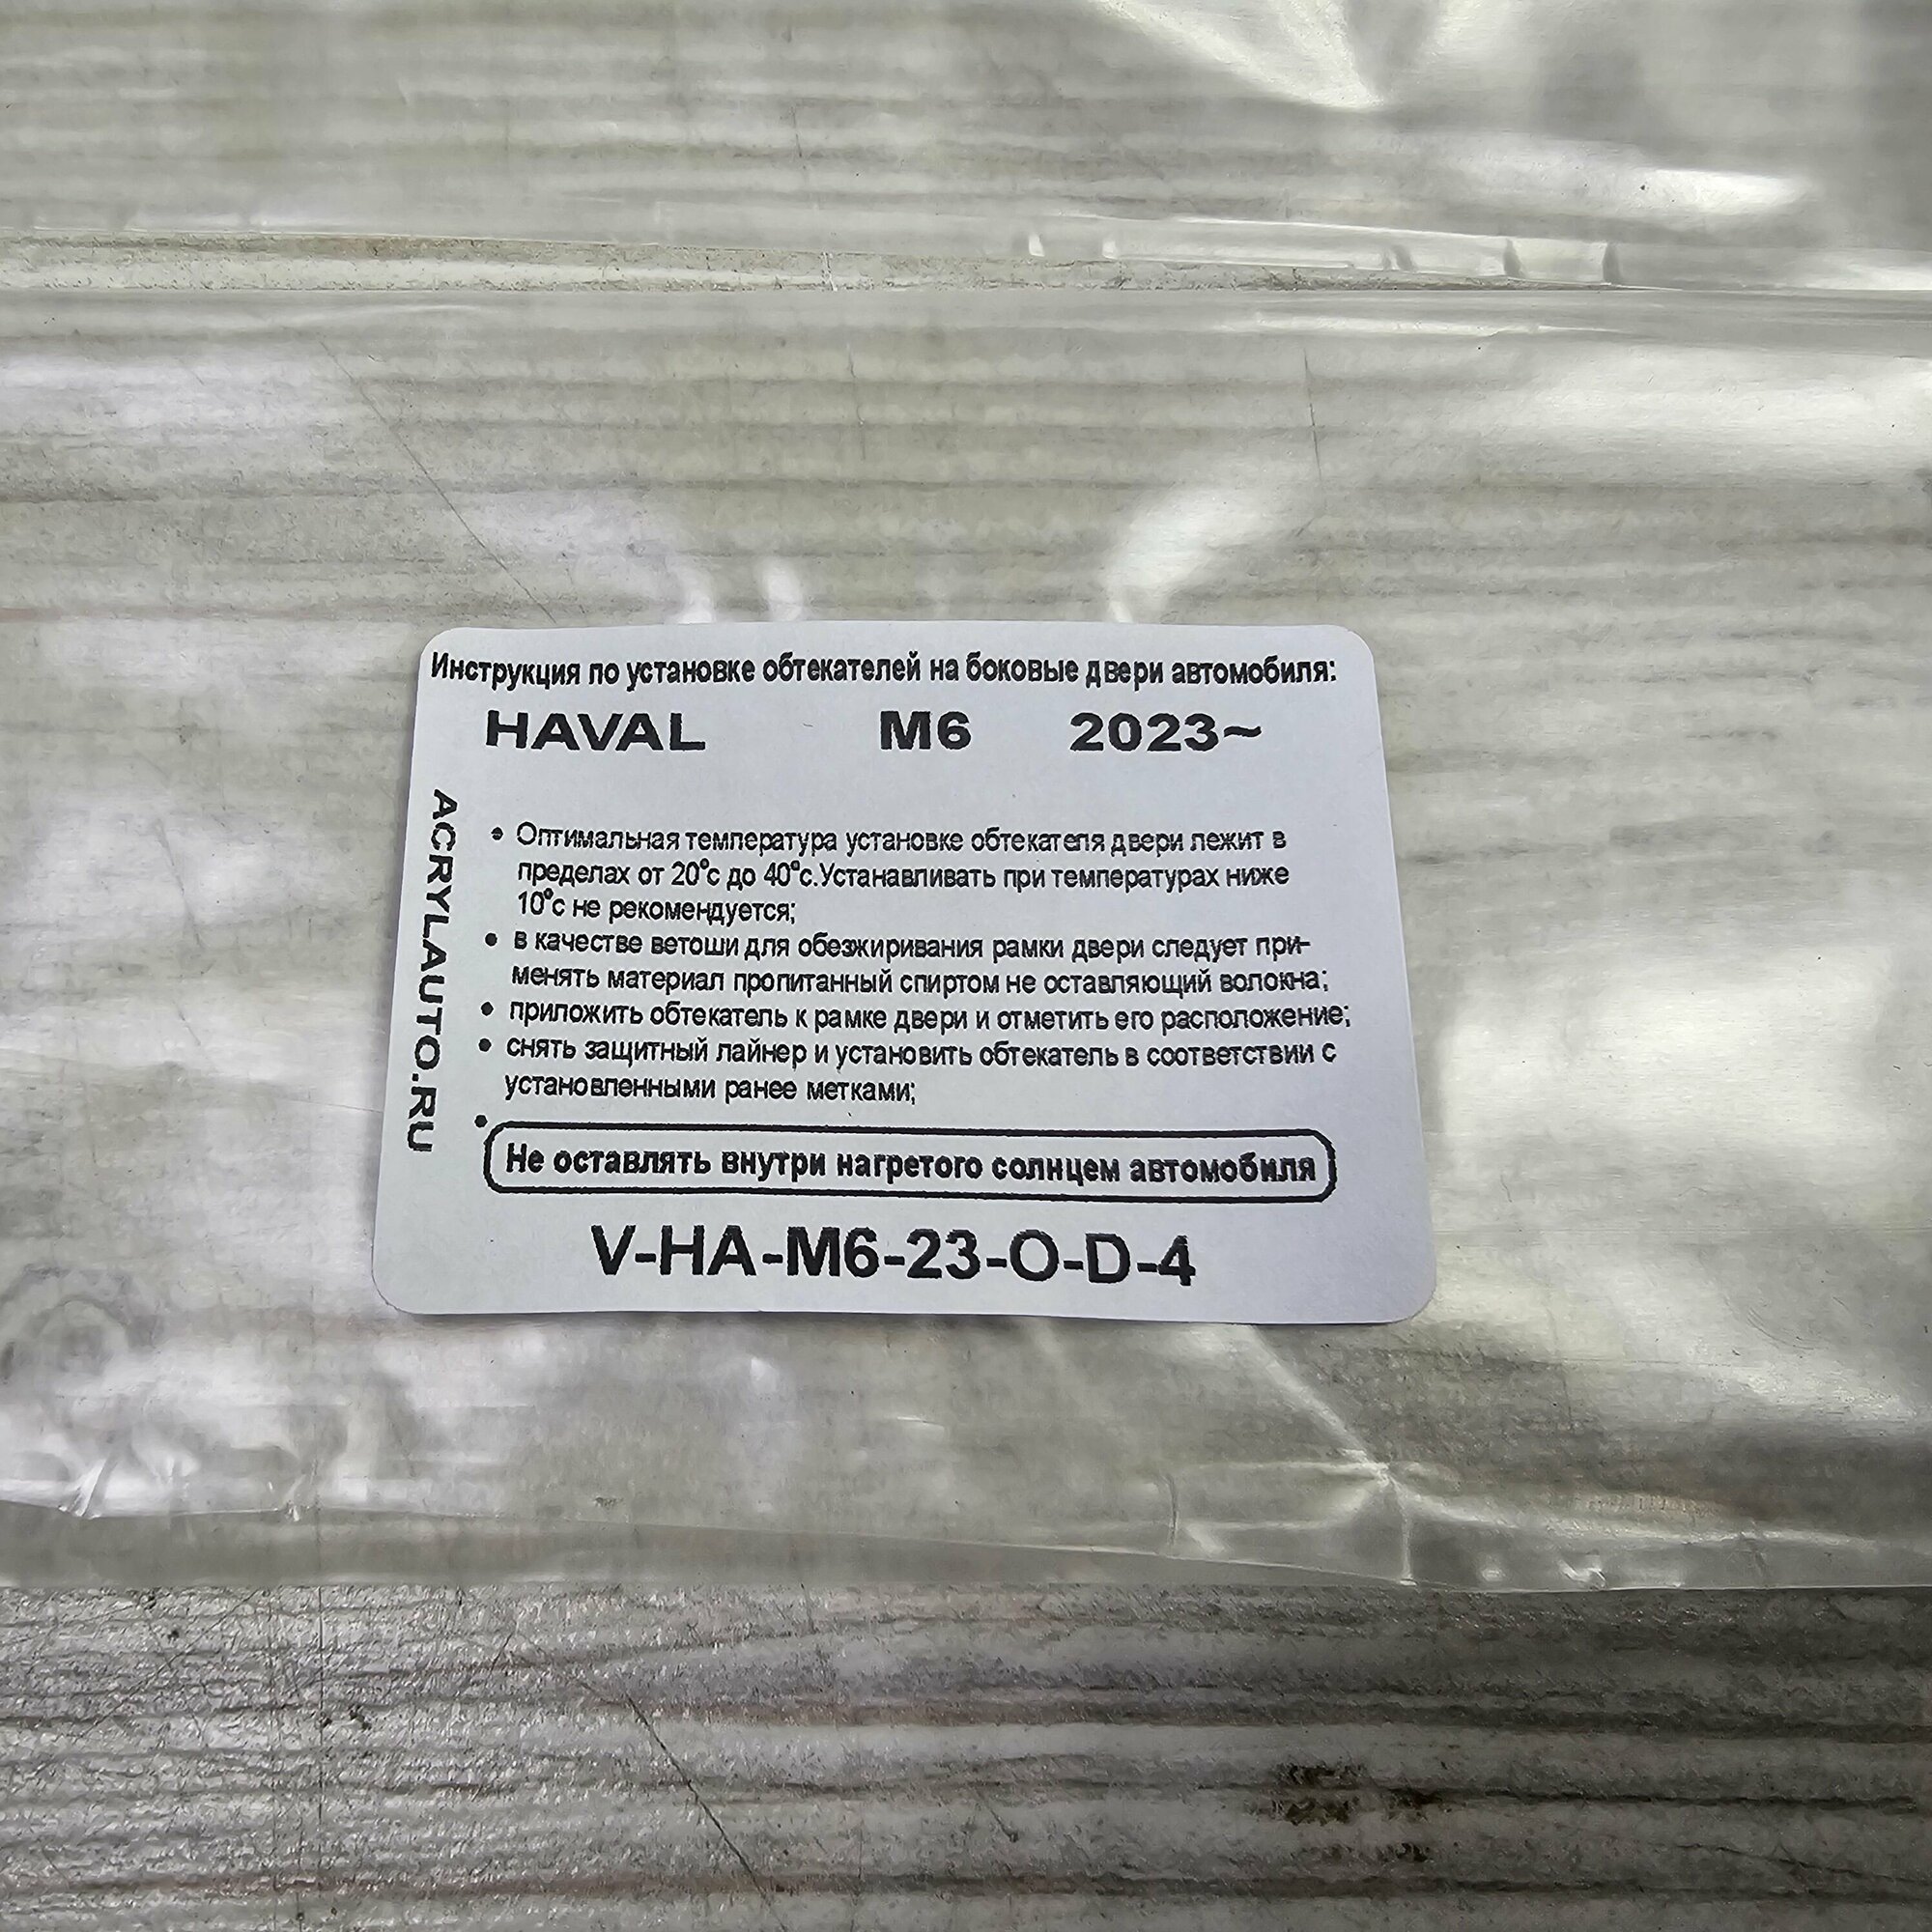 Инструкция по установке обтекателей на боковые двери автомобиля:
HAVAL M6 2023~
ACRYLAUTO.RU
• Оптимальная температура установке обтекателя двери лежит в
пределах от 20°с до 40°с.Устанавливать при температурах ниже
10°с не рекомендуется;
• в качестве ветоши для обезжиривания рамки двери следует при-
менять материал пропитанный спиртом не оставляющий волокна;
• приложить обтекатель к рамке двери и отметить его расположение;
• снять защитный лайнер и установить обтекатель в соответствии с
установленными ранее метками;
• Не оставлять внутри нагретого солнцем автомобиля
V-HA-M6-23-O-D-4